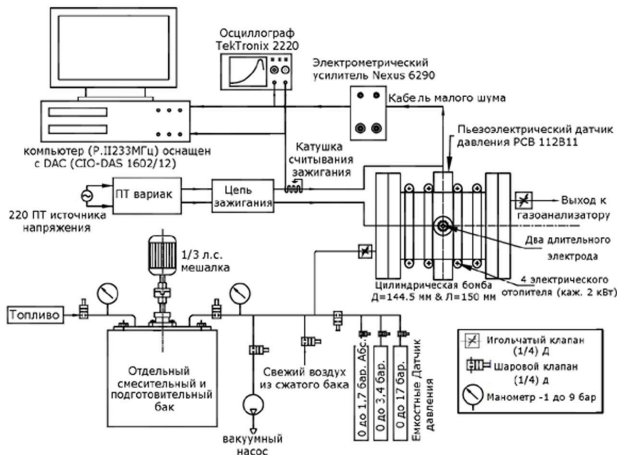 Осциллограф
TekTronix 2220
Электрометрический
усилитель Nexus 6290
Кабель малого шума
компьютер (P.II233МГц) оснащен
с DAC (CIO-DAS 1602/12)
Катушка
считывания
зажигания
Пьезоэлектрический датчик
давления PCB 112B11
ПТ вариак
Цепь
зажигания
220 ПТ источника
напряжения
Выход к
газоанализатору
Два длительного
электрода
4 электрического
отопителя (каж. 2 кВт)
Цилиндрическая бомба
Д=144.5 мм & Л=150 мм
1/3 л.с.
мешалка
Топливо
Отдельный
смесительный и
подготовительный
бак
Свежий воздух
из сжатого бака
вакуумный
насос
0 до 1,7 бар. Абс.
0 до 3,4 бар.
0 до 17 бар.
Емкостные Датчик
давления
Игольчатый клапан
(1/4) Д
Шаровой клапан
(1/4) д
Манометр -1 до 9 бар